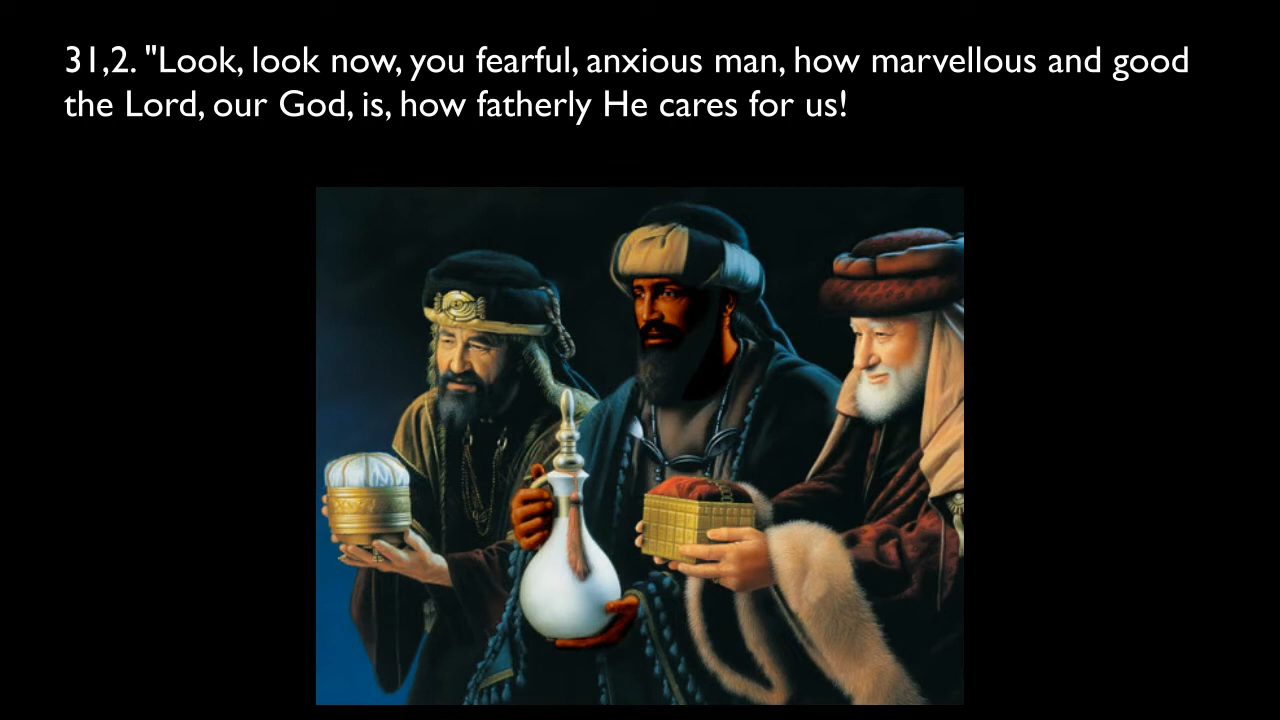 31,2. "Look, look now, you fearful, anxious man, how marvellous and good
the Lord, our God, is, how fatherly He cares for us!